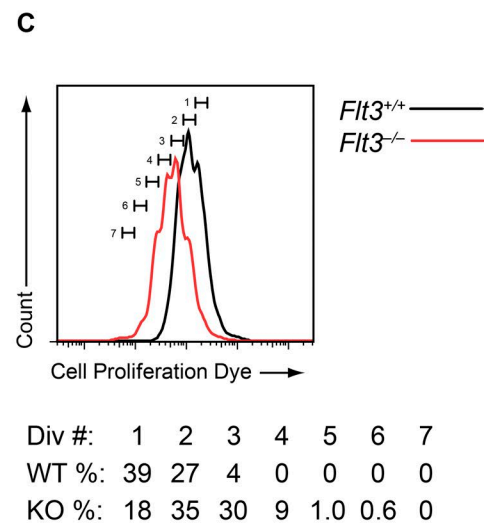 C
1
2
3
4
5
6
7
Flt3+/+
Flt3–/–
Count
Cell Proliferation Dye
Div #: 1 2 3 4 5 6 7
WT %: 39 27 4 0 0 0 0
KO %: 18 35 30 9 1.0 0.6 0